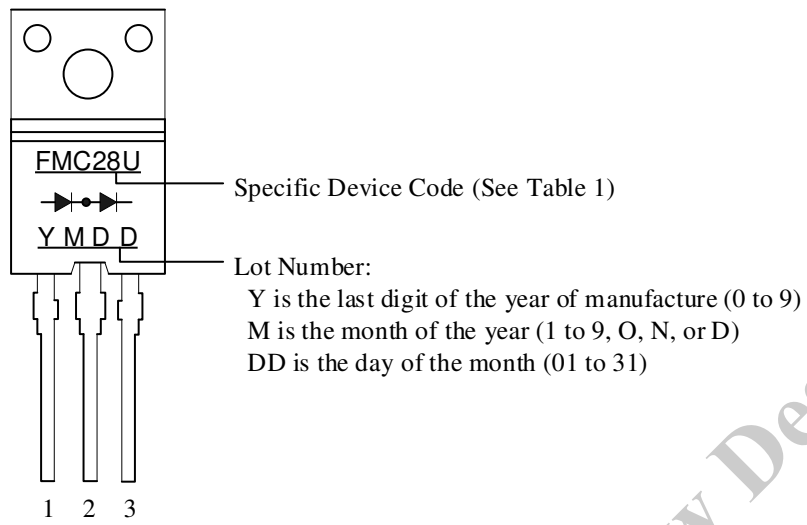 FMC28U
Specific Device Code (See Table 1)
Y M D D
Lot Number:
Y is the last digit of the year of manufacture (0 to 9)
M is the month of the year (1 to 9, O, N, or D)
DD is the day of the month (01 to 31)
1 2 3